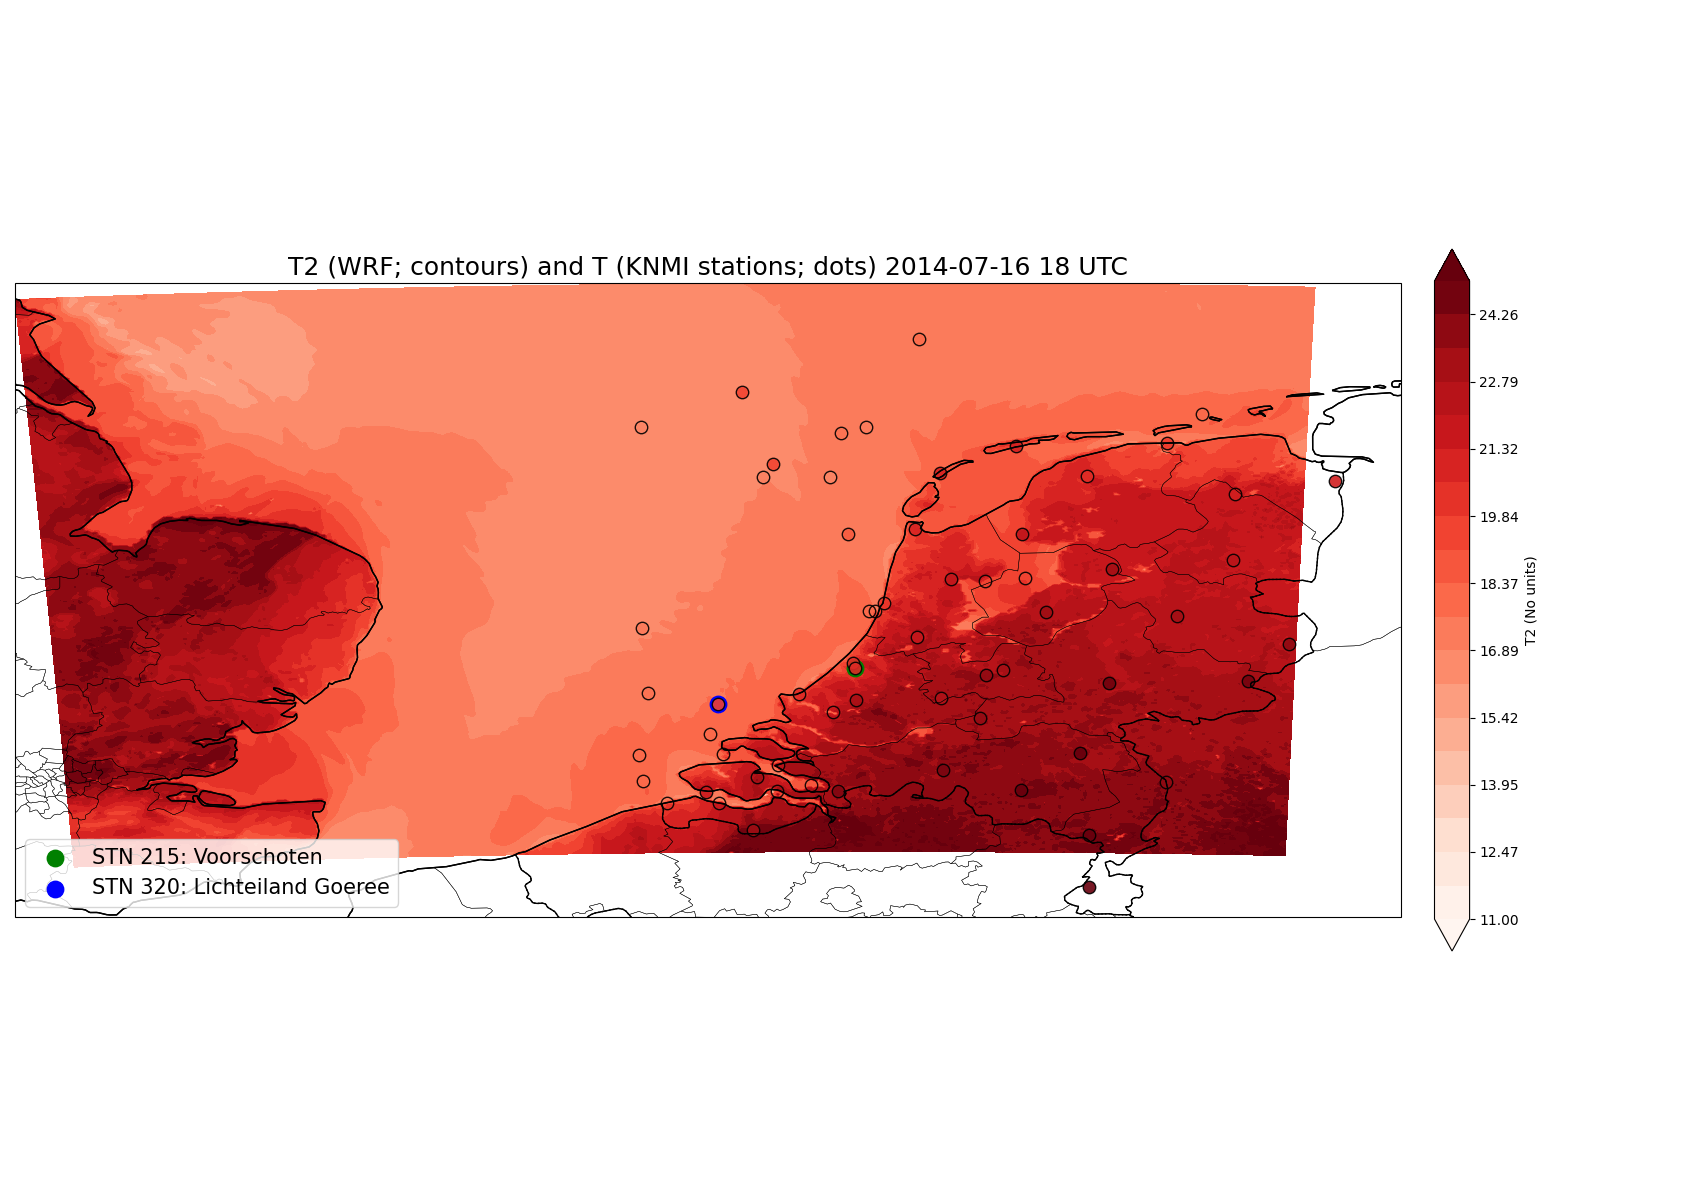 T2 (WRF; contours) and T (KNMI stations; dots) 2014-07-16 18 UTC
24.26
22.79
21.32
19.84
18.37
16.89
15.42
13.95
12.47
11.00
T2 (No units)
STN 215: Voorschoten
STN 320: Lichteiland Goeree